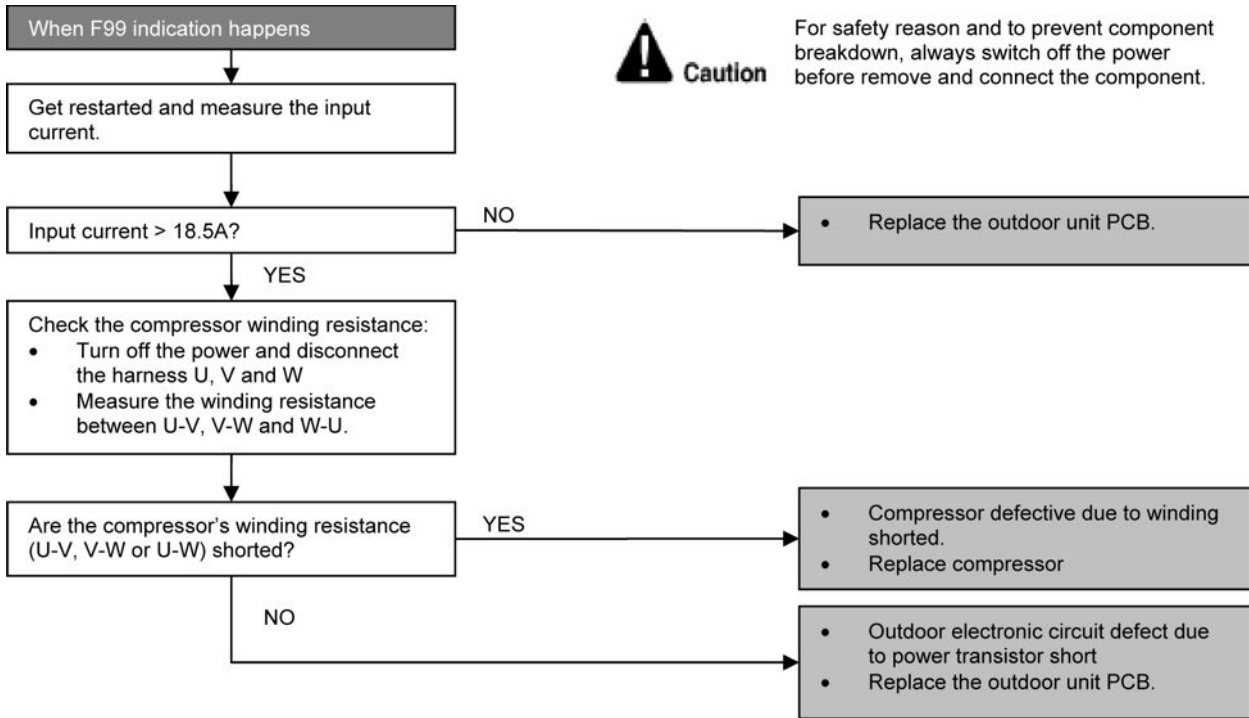 When F99 indication happens
Caution
For safety reason and to prevent component
breakdown, always switch off the power
before remove and connect the component.
Get restarted and measure the input
current.
Input current > 18.5A?
NO
• Replace the outdoor unit PCB.
YES
Check the compressor winding resistance:
• Turn off the power and disconnect
the harness U, V and W
• Measure the winding resistance
between U-V, V-W and W-U.
Are the compressor's winding resistance
(U-V, V-W or U-W) shorted?
YES
• Compressor defective due to winding
shorted.
• Replace compressor
NO
• Outdoor electronic circuit defect due
to power transistor short
• Replace the outdoor unit PCB.